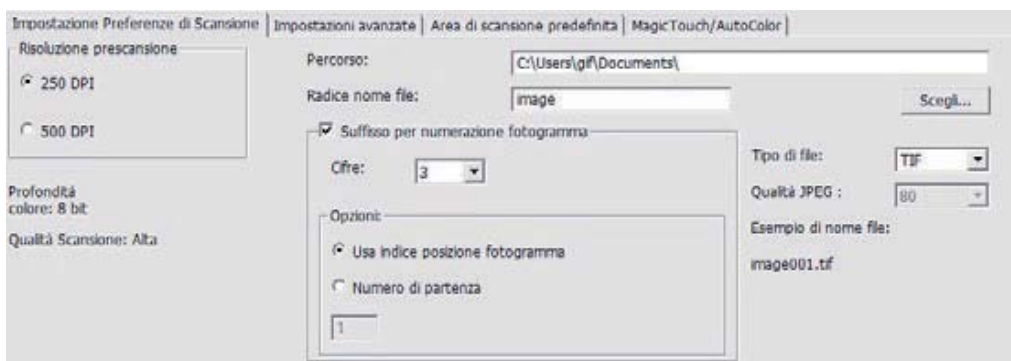 Impostazione Preferenze di Scansione
Impostazioni avanzate
Area di scansione predefinita
MagicTouch/AutoColor
Risoluzione prescansione
250 DPI
500 DPI
Profondità
colore: 8 bit
Qualità Scansione: Alta
Percorso:
C:\Users\gif\Documents\
Radice nome file:
image
Scegli...
Suffisso per numerazione fotogramma
Cifre:
3
Opzioni:
Usa indice posizione fotogramma
Numero di partenza
1
Tipo di file:
TIF
Qualità JPEG :
80
Esempio di nome file:
image001.tif